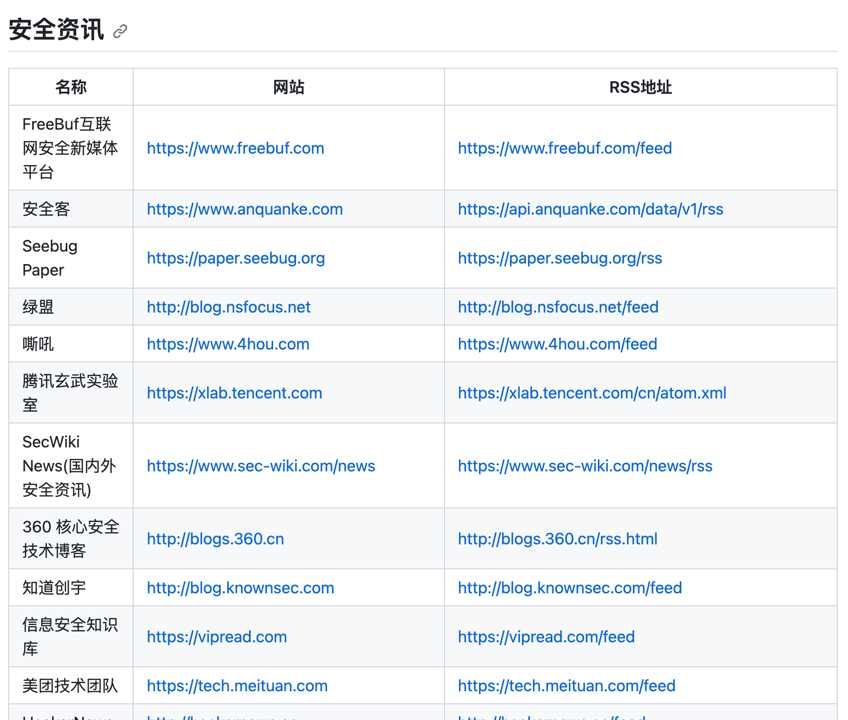 安全资讯
名称 网站 RSS地址
FreeBuf互联
网安全新媒体
平台
https://www.freebuf.com https://www.freebuf.com/feed
安全客 https://www.anquanke.com https://api.anquanke.com/data/v1/rss
Seebug
Paper
https://paper.seebug.org https://paper.seebug.org/rss
绿盟 http://blog.nsfocus.net http://blog.nsfocus.net/feed
嘶吼 https://www.4hou.com https://www.4hou.com/feed
腾讯玄武实验
室
https://xlab.tencent.com https://xlab.tencent.com/cn/atom.xml
SecWiki
News(国内外
安全资讯)
https://www.sec-wiki.com/news https://www.sec-wiki.com/news/rss
360 核心安全
技术博客
http://blogs.360.cn http://blogs.360.cn/rss.html
知道创宇 http://blog.knownsec.com http://blog.knownsec.com/feed
信息安全知识
库
https://vipread.com https://vipread.com/feed
美团技术团队 https://tech.meituan.com https://tech.meituan.com/feed